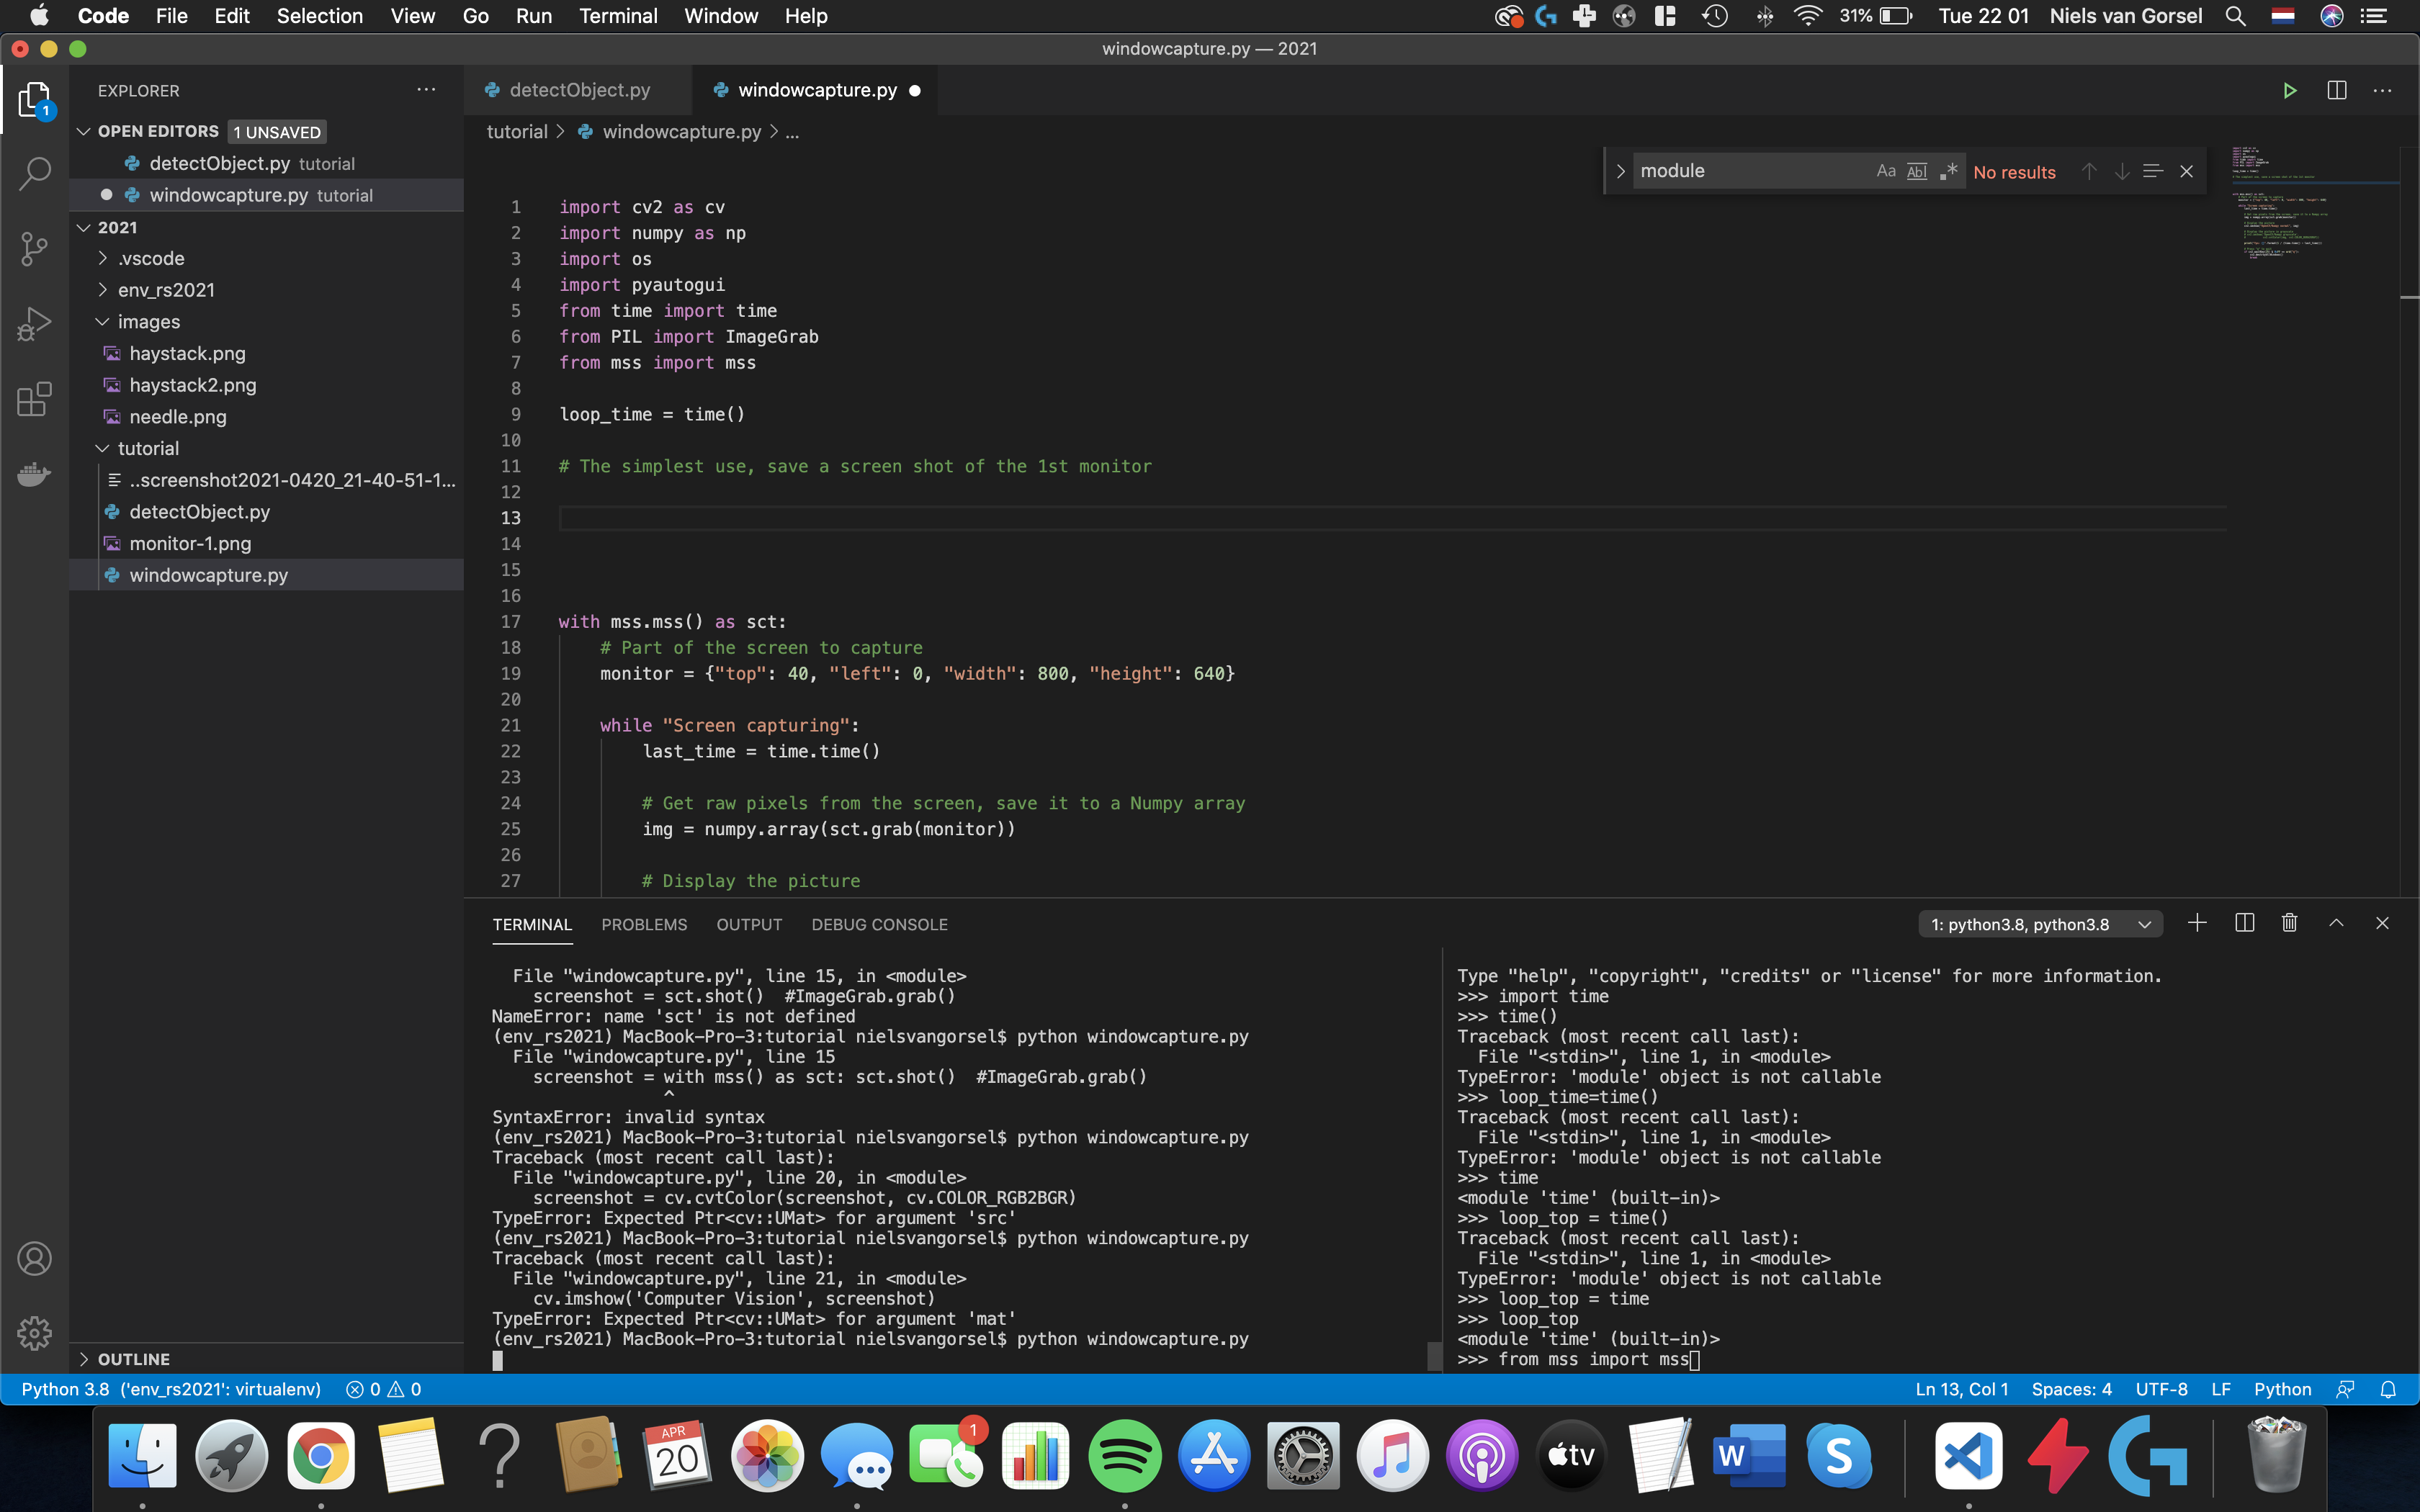 Code File Edit Selection View Go Run Terminal Window Help 31% Tue 22 01 Niels van Gorsel
windowcapture.py — 2021
EXPLORER
1
OPEN EDITORS 1 UNSAVED
detectObject.py tutorial
windowcapture.py tutorial
2021
.vscode
env_rs2021
images
haystack.png
haystack2.png
needle.png
tutorial
..screenshot2021-0420_21-40-51-1...
detectObject.py
monitor-1.png
windowcapture.py
OUTLINE
detectObject.py windowcapture.py
tutorial > windowcapture.py > ...
module Aa Abl .* No results
1 import cv2 as cv
2 import numpy as np
3 import os
4 import pyautogui
5 from time import time
6 from PIL import ImageGrab
7 from mss import mss
8
9 loop_time = time()
10
11 # The simplest use, save a screen shot of the 1st monitor
12
13
14
15
16
17 with mss.mss() as sct:
18 # Part of the screen to capture
19 monitor = {"top": 40, "left": 0, "width": 800, "height": 640}
20
21 while "Screen capturing":
22 last_time = time.time()
23
24 # Get raw pixels from the screen, save it to a Numpy array
25 img = numpy.array(sct.grab(monitor))
26
27 # Display the picture
TERMINAL PROBLEMS OUTPUT DEBUG CONSOLE 1: python3.8, python3.8
File "windowcapture.py", line 15, in <module>
screenshot = sct.shot() #ImageGrab.grab()
NameError: name 'sct' is not defined
(env_rs2021) MacBook-Pro-3:tutorial nielsvangorsel$ python windowcapture.py
File "windowcapture.py", line 15
screenshot = with mss() as sct: sct.shot() #ImageGrab.grab()
^
SyntaxError: invalid syntax
(env_rs2021) MacBook-Pro-3:tutorial nielsvangorsel$ python windowcapture.py
Traceback (most recent call last):
File "windowcapture.py", line 20, in <module>
screenshot = cv.cvtColor(screenshot, cv.COLOR_RGB2BGR)
TypeError: Expected Ptr<cv::UMat> for argument 'src'
(env_rs2021) MacBook-Pro-3:tutorial nielsvangorsel$ python windowcapture.py
Traceback (most recent call last):
File "windowcapture.py", line 21, in <module>
cv.imshow('Computer Vision', screenshot)
TypeError: Expected Ptr<cv::UMat> for argument 'mat'
(env_rs2021) MacBook-Pro-3:tutorial nielsvangorsel$ python windowcapture.py
Type "help", "copyright", "credits" or "license" for more information.
>>> import time
>>> time()
Traceback (most recent call last):
File "<stdin>", line 1, in <module>
TypeError: 'module' object is not callable
>>> loop_time=time()
Traceback (most recent call last):
File "<stdin>", line 1, in <module>
TypeError: 'module' object is not callable
>>> time
<module 'time' (built-in)>
>>> loop_top = time()
Traceback (most recent call last):
File "<stdin>", line 1, in <module>
TypeError: 'module' object is not callable
>>> loop_top = time
>>> loop_top
<module 'time' (built-in)>
>>> from mss import mss
Python 3.8 ('env_rs2021': virtualenv) 0 0 Ln 13, Col 1 Spaces: 4 UTF-8 LF Python
APR
20
1
tv
W
S